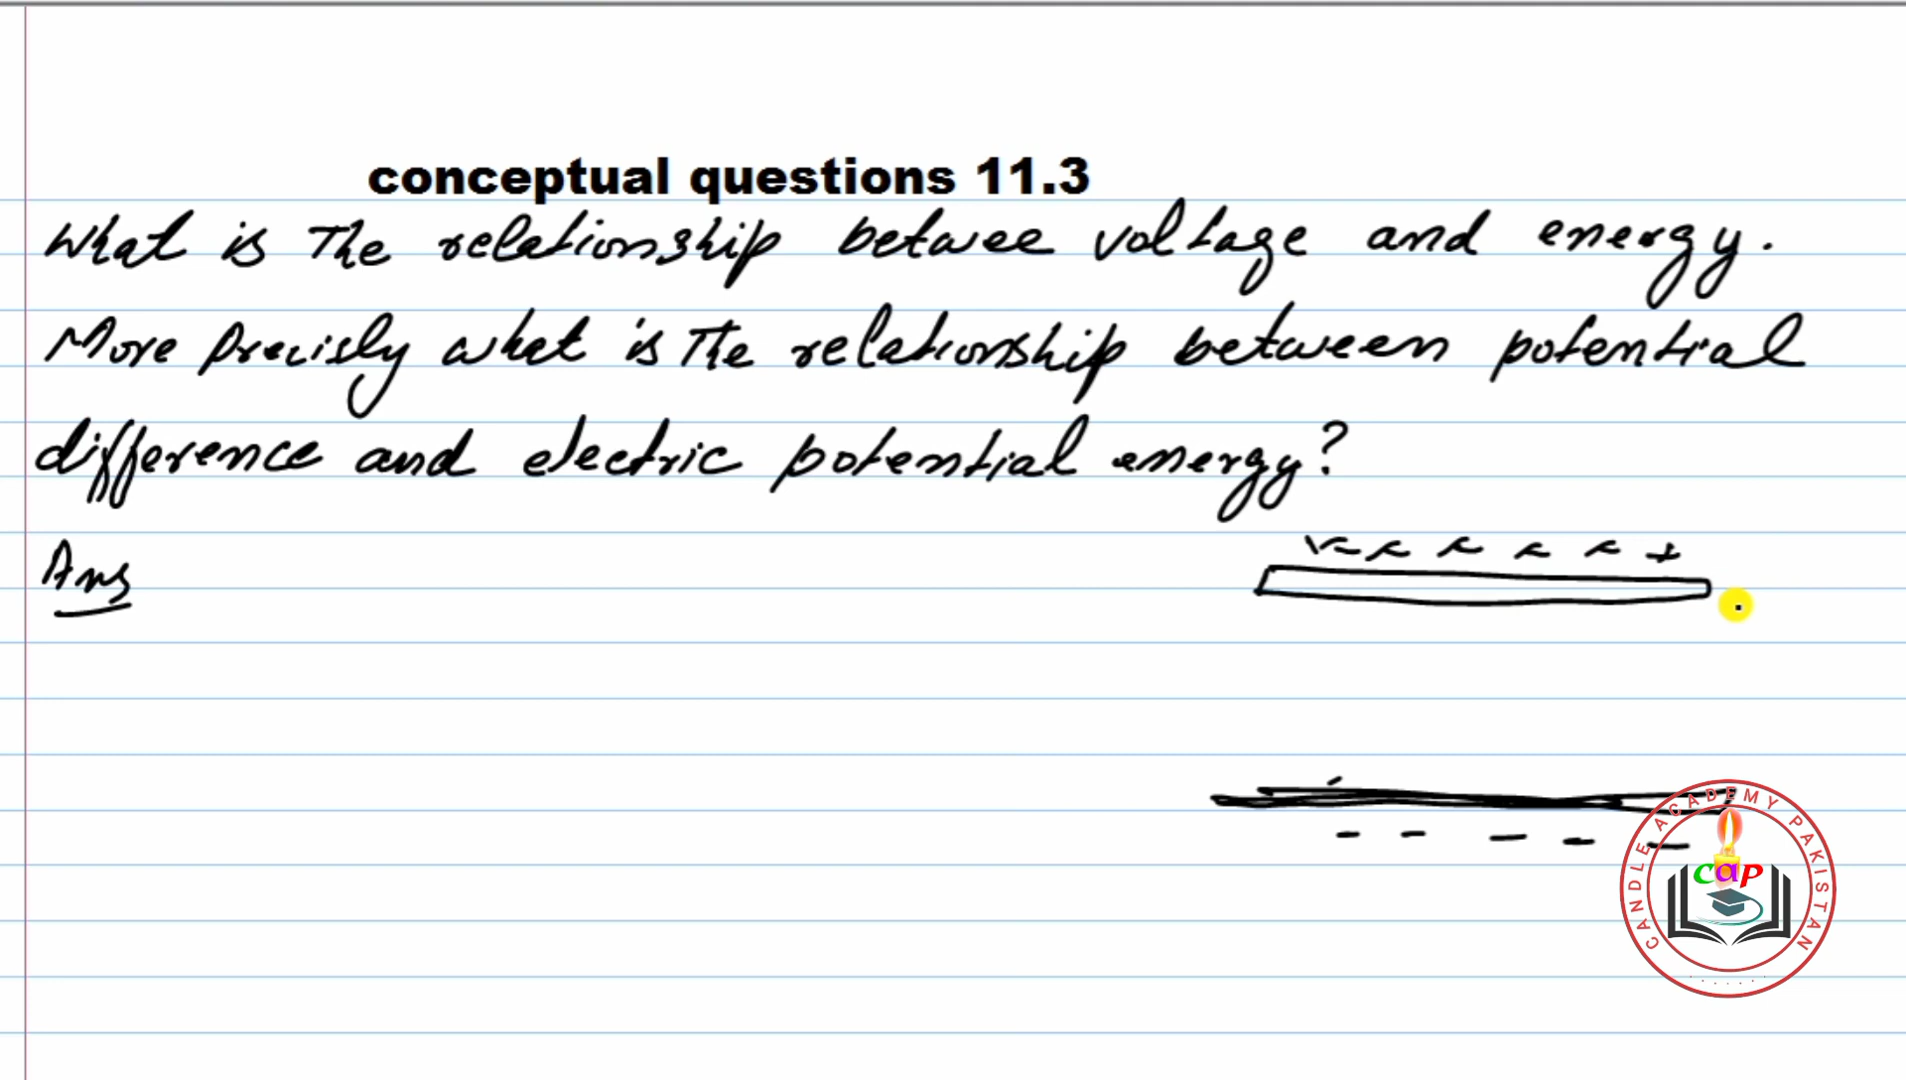 conceptual questions 11.3
What is The relationship betwee voltage and energy.
More Precisly what is The relationship between potential
difference and electric potential energy?
Ans
CANDLE ACADEMY PAKISTAN
cap